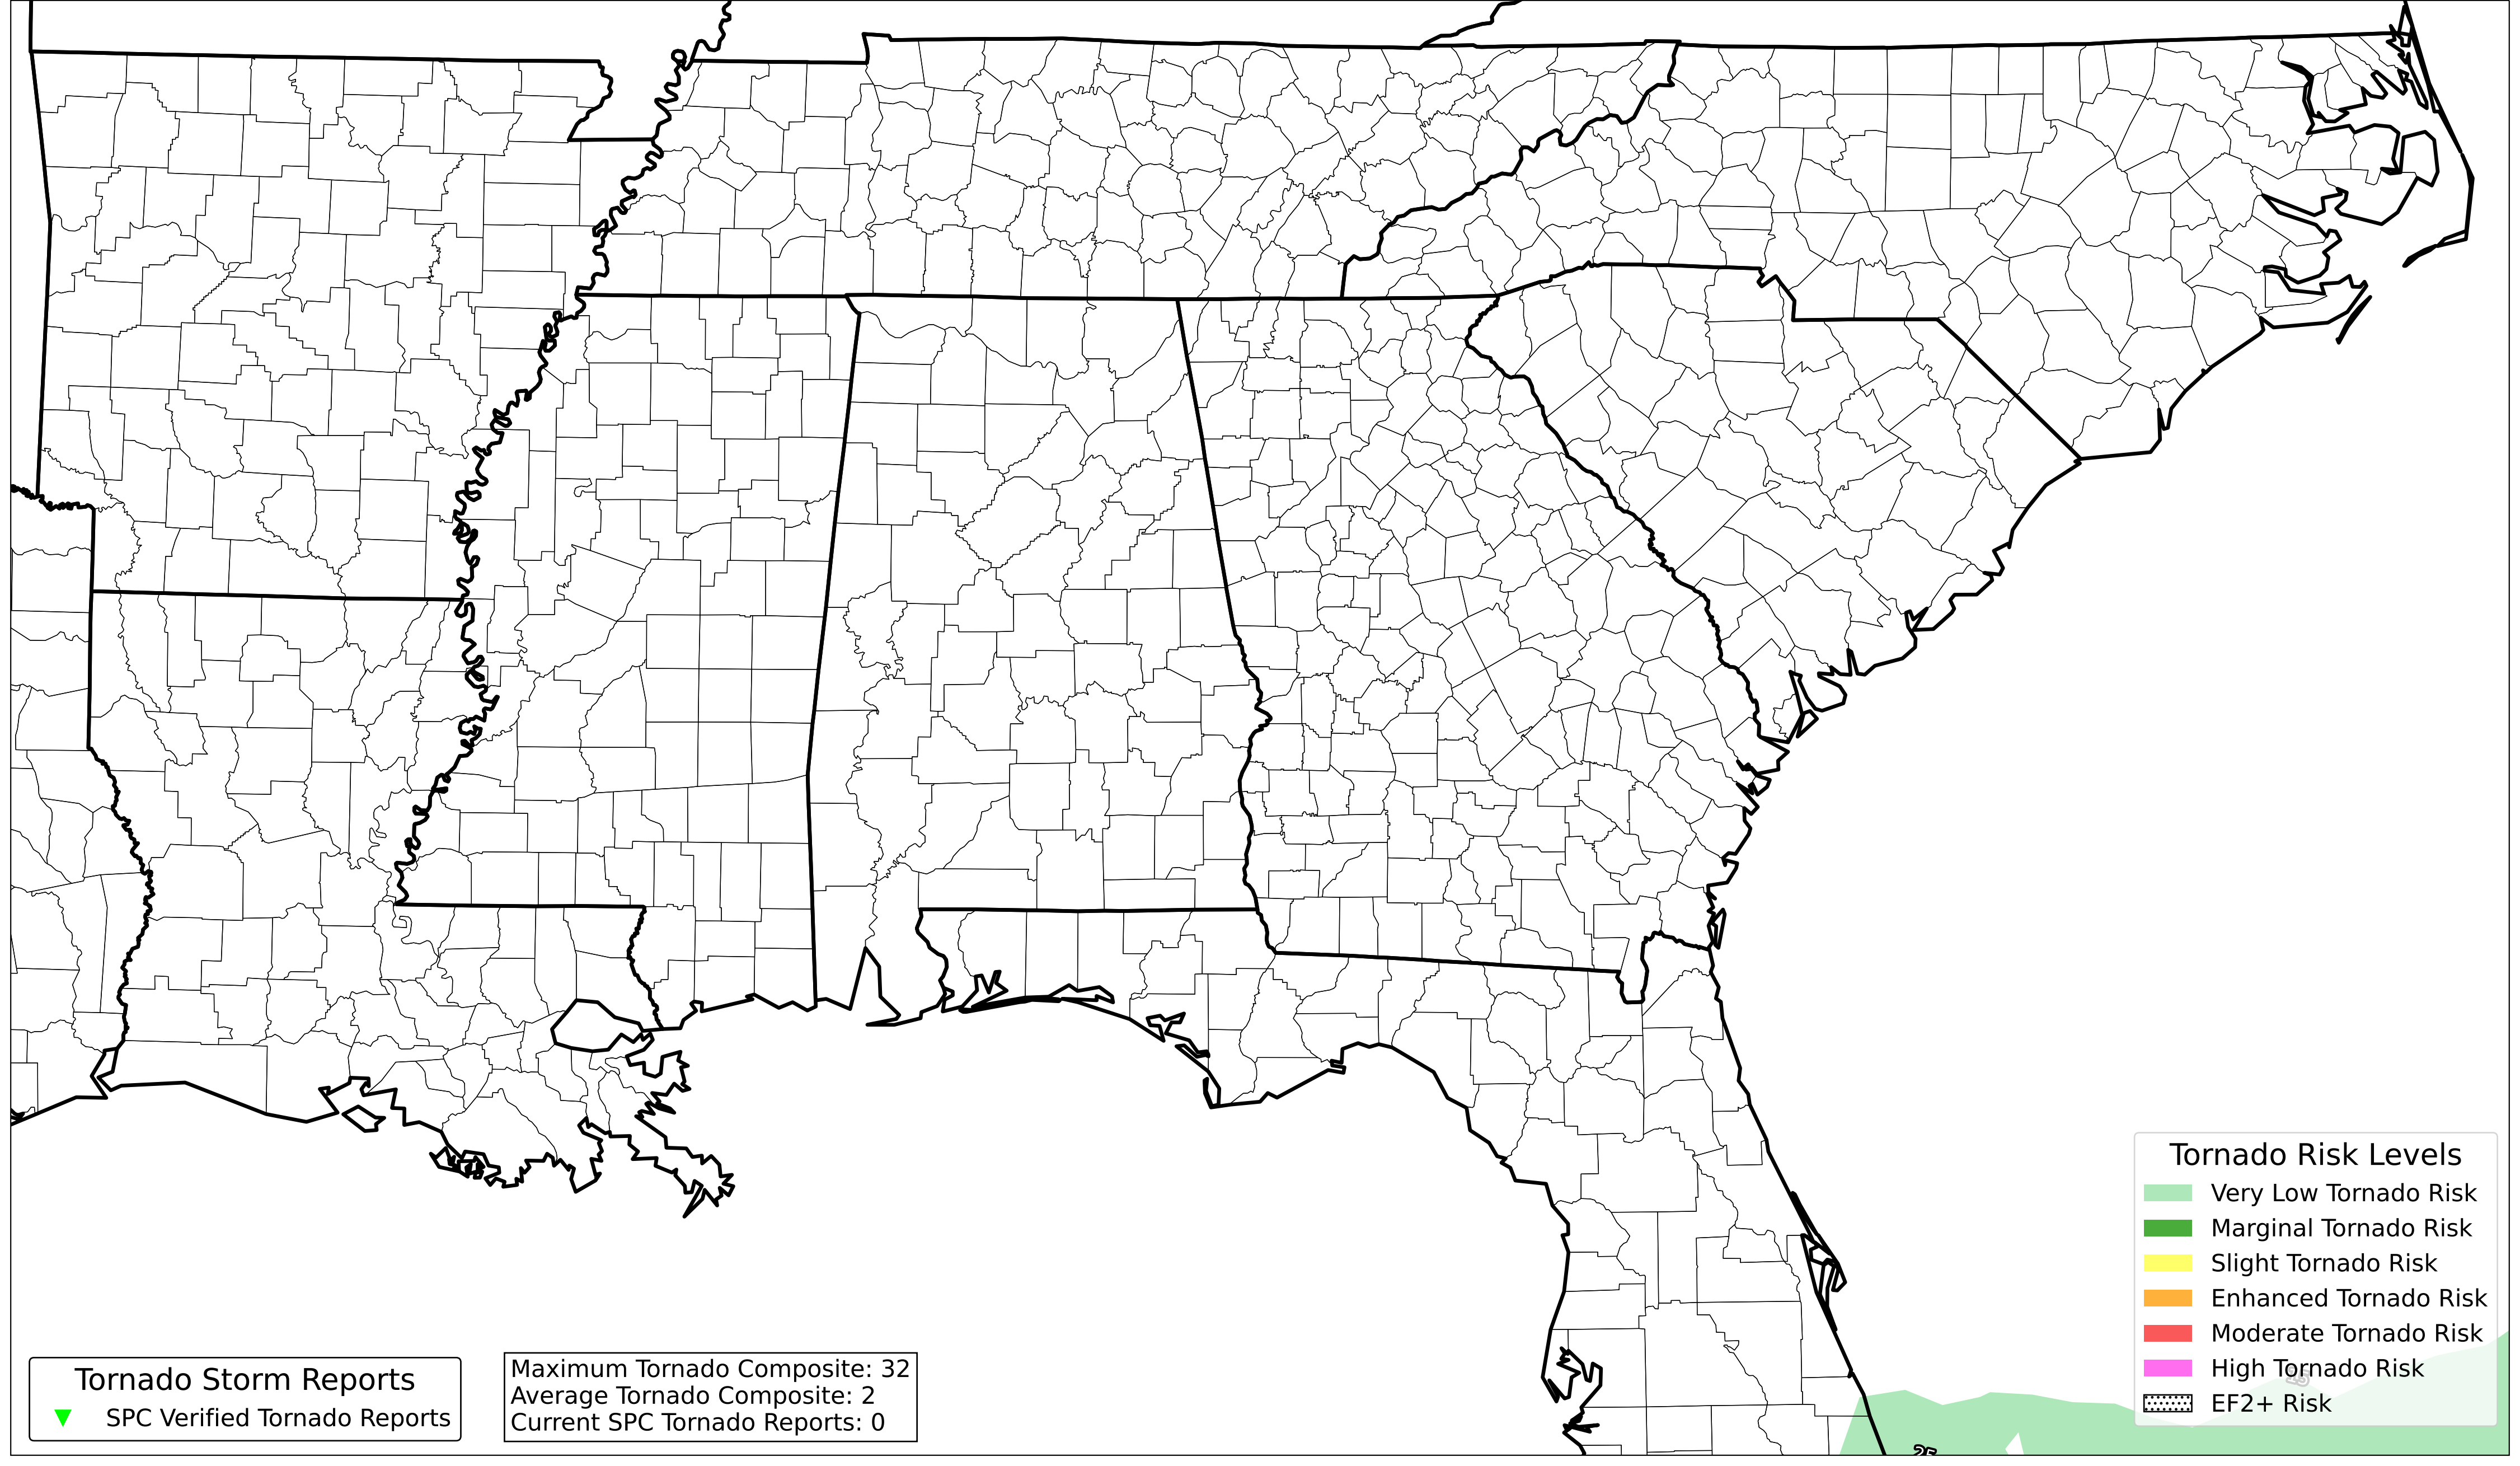 Tornado Risk Levels
Very Low Tornado Risk
Marginal Tornado Risk
Slight Tornado Risk
Enhanced Tornado Risk
Moderate Tornado Risk
High Tornado Risk
EF2+ Risk
Tornado Storm Reports
SPC Verified Tornado Reports
Maximum Tornado Composite: 32
Average Tornado Composite: 2
Current SPC Tornado Reports: 0
25